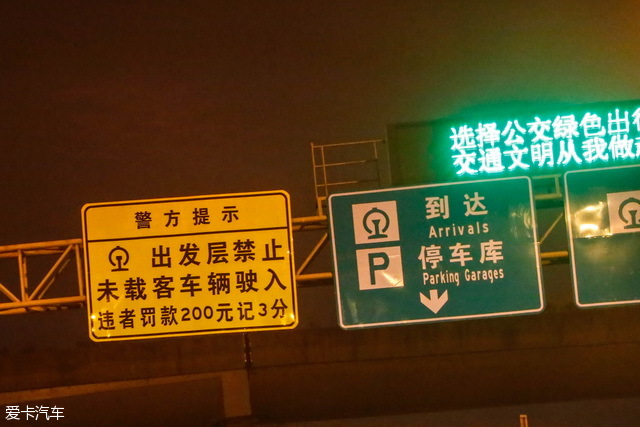 警方提示
出发层禁止
未载客车辆驶入
违者罚款200元记3分
到达
Arrivals
P
停车库
Parking Garages
选择公交绿色出行
交通文明从我做
爱卡汽车